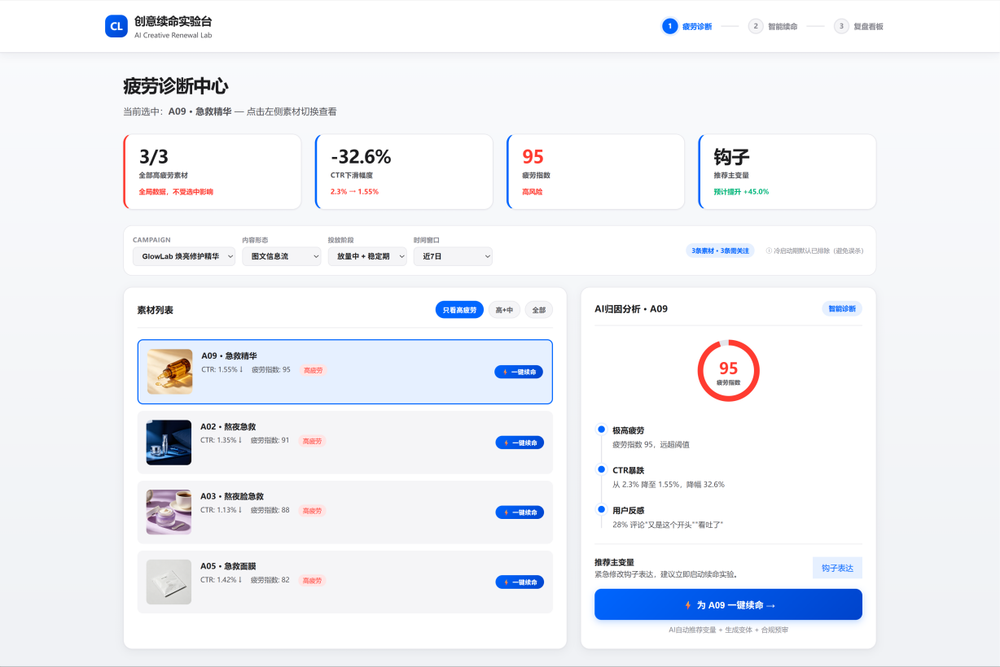 CL
创意续命实验台
AI Creative Renewal Lab
1 疲劳诊断
2 智能续命
3 复盘看板
疲劳诊断中心
当前选中：A09 • 急救精华 — 点击左侧素材切换查看
3/3
全部高疲劳素材
全局数据，不受选中影响
-32.6%
CTR下滑幅度
2.3% → 1.55%
95
疲劳指数
高风险
钩子
推荐主变量
预计提升 +45.0%
CAMPAIGN
GlowLab 焕亮修护精华
内容形态
图文信息流
投放阶段
放量中 + 稳定期
时间窗口
近7日
3条素材 • 3条需关注
ⓘ 冷启动期默认已排除（避免误杀）
素材列表
只看高疲劳
高+中
全部
A09 • 急救精华
CTR: 1.55%↓ 疲劳指数: 95 高疲劳
⚡ 一键续命
A02 • 熬夜急救
CTR: 1.35%↓ 疲劳指数: 91 高疲劳
⚡ 一键续命
A03 • 熬夜脸急救
CTR: 1.13%↓ 疲劳指数: 88 高疲劳
⚡ 一键续命
A05 • 急救面膜
CTR: 1.42%↓ 疲劳指数: 82 高疲劳
⚡ 一键续命
AI归因分析 • A09
智能诊断
95
疲劳指数
极高疲劳
疲劳指数 95，远超阈值
CTR暴跌
从 2.3% 降至 1.55%，降幅 32.6%
用户反感
28% 评论"又是这个开头""看吐了"
推荐主变量
紧急修改钩子表达，建议立即启动续命实验。
钩子表达
⚡ 为 A09 一键续命 →
AI自动推荐变量 + 生成变体 + 合规预审